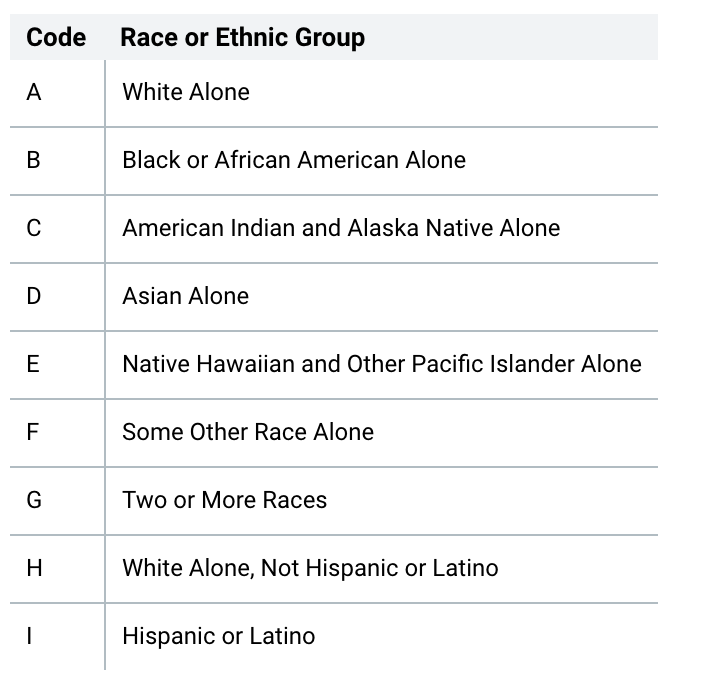 Code Race or Ethnic Group
A White Alone
B Black or African American Alone
C American Indian and Alaska Native Alone
D Asian Alone
E Native Hawaiian and Other Pacific Islander Alone
F Some Other Race Alone
G Two or More Races
H White Alone, Not Hispanic or Latino
I Hispanic or Latino